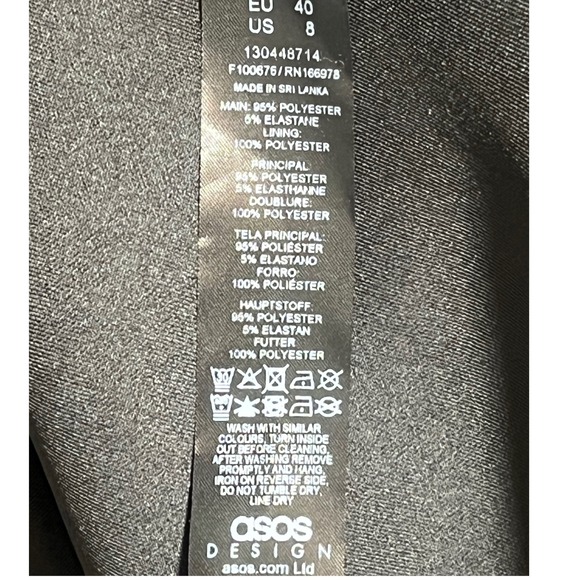 EU 40
US 8
130448714
F100676/RN166978
MADE IN SRI LANKA
MAIN: 95% POLYESTER
5% ELASTANE
LINING:
100% POLYESTER
PRINCIPAL:
95% POLYESTER
5% ELASTHANNE
DOUBLURE:
100% POLYESTER
TELA PRINCIPAL:
95% POLIÉSTER
5% ELASTANO
FORRO:
100% POLIÉSTER
HAUPTSTOFF:
95% POLYESTER
5% ELASTAN
FUTTER
100% POLYESTER
30
WASH WITH SIMILAR
COLOURS, TURN INSIDE
OUT BEFORE CLEANING,
AFTER WASHING REMOVE
PROMPTLY AND HANG,
IRON ON REVERSE SIDE,
DO NOT TUMBLE DRY,
LINE DRY
asos
DESIGN
asos.com Ltd